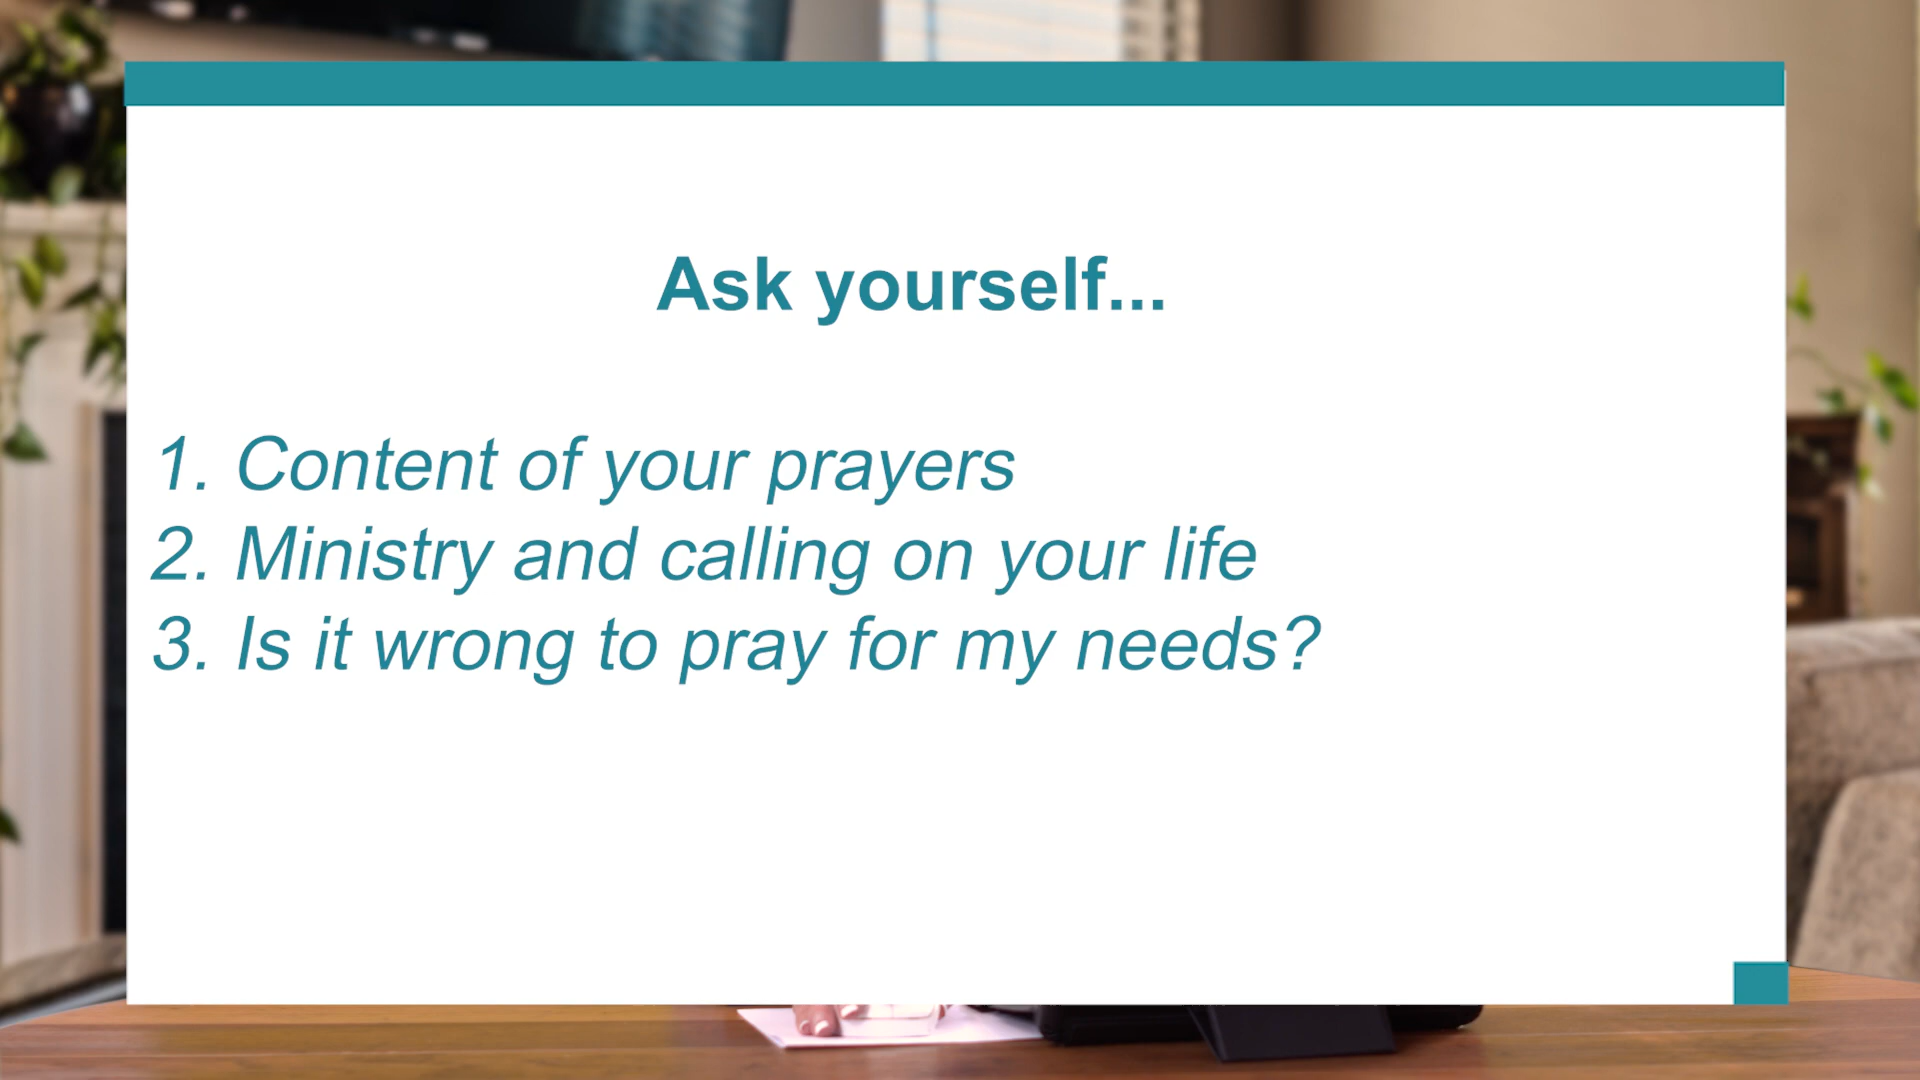 Ask yourself...
1. Content of your prayers
2. Ministry and calling on your life
3. Is it wrong to pray for my needs?